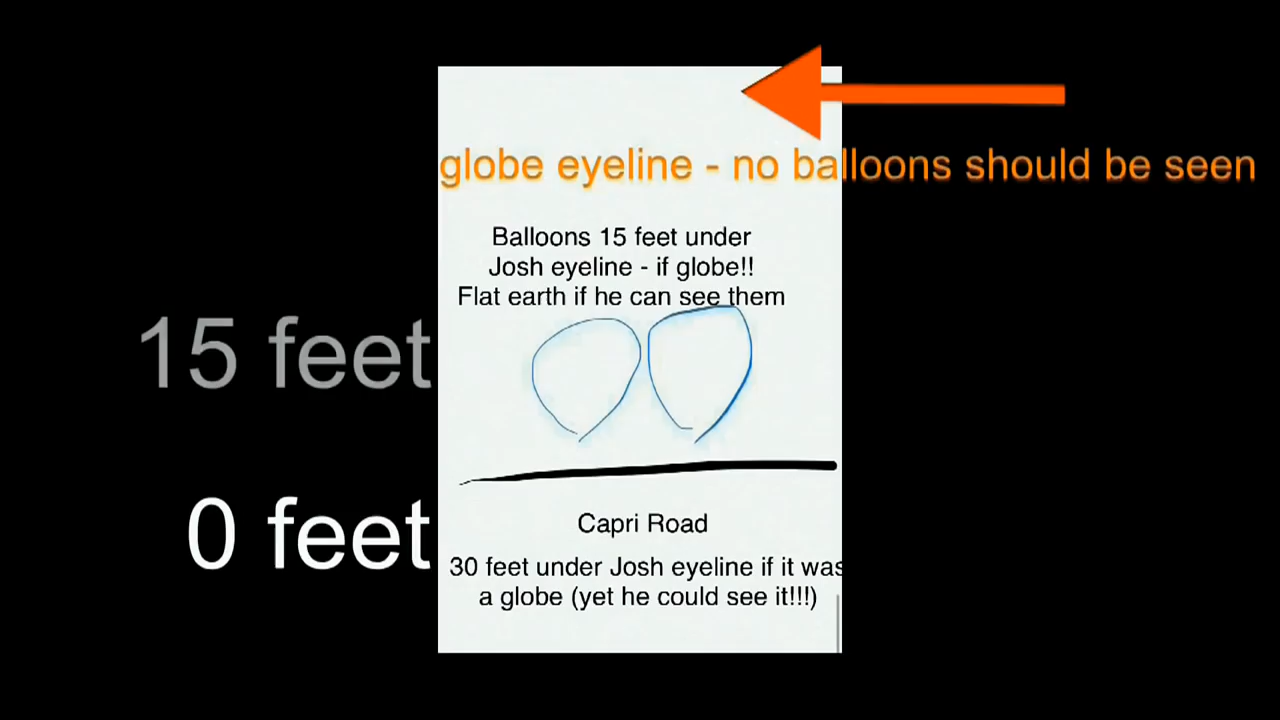 globe eyeline - no balloons should be seen
Balloons 15 feet under
Josh eyeline - if globe!!
Flat earth if he can see them
15 feet
0 feet
Capri Road
30 feet under Josh eyeline if it was
a globe (yet he could see it!!!)